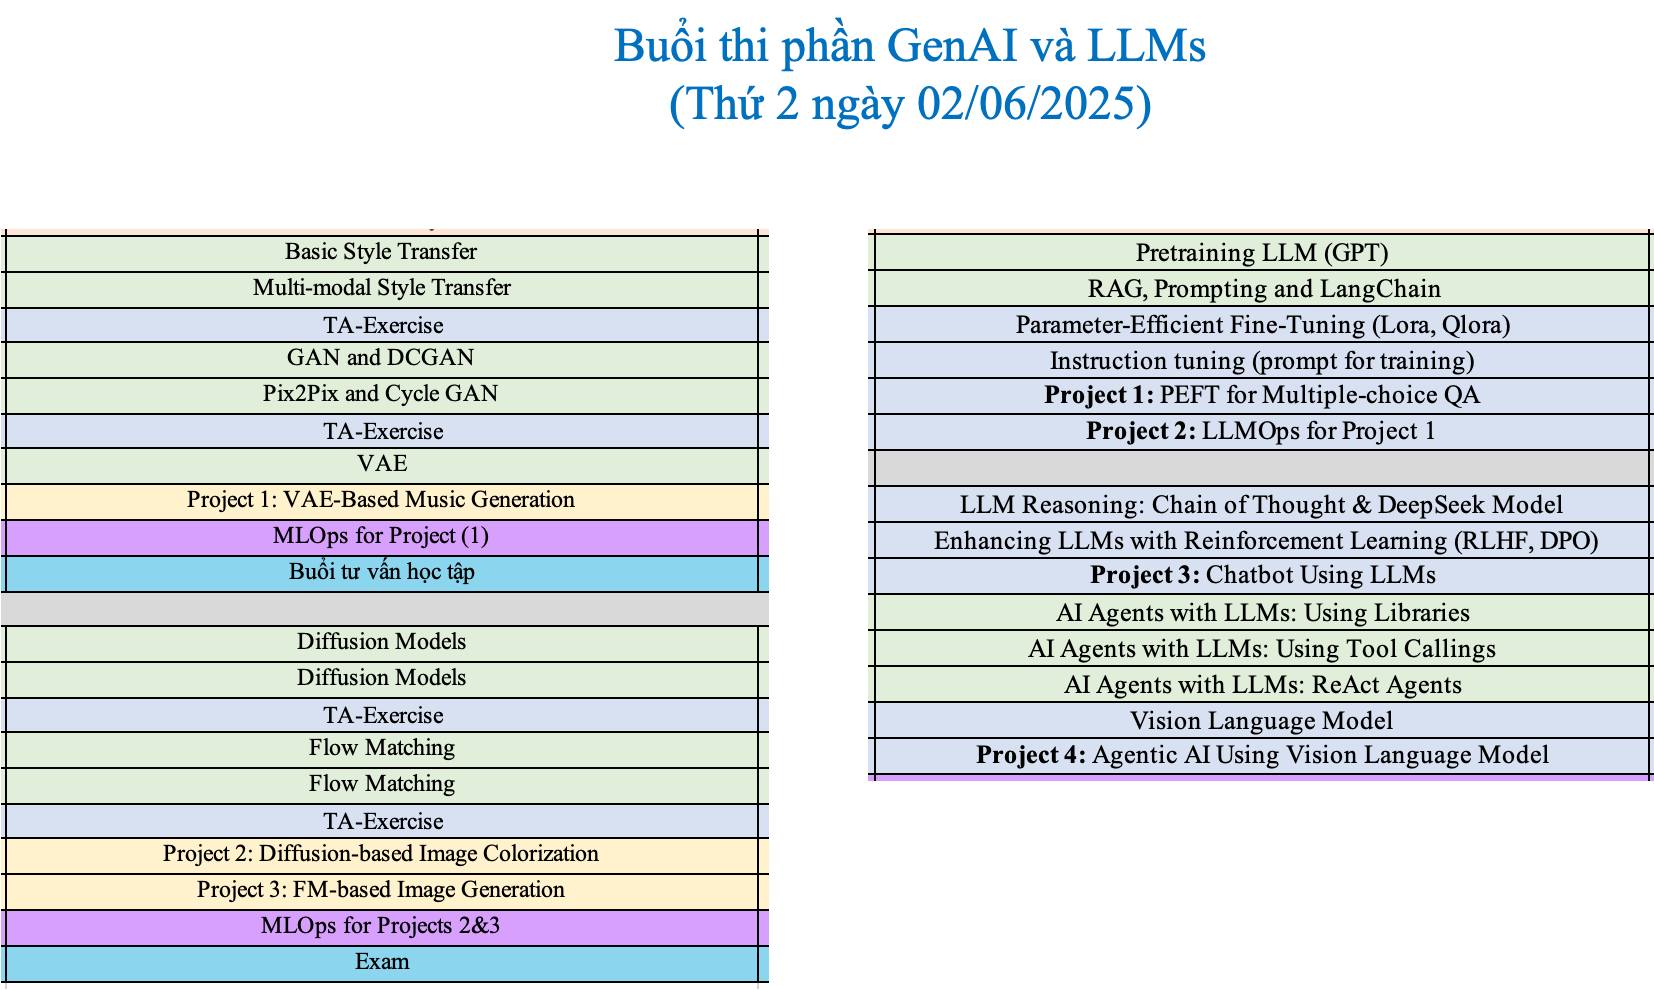 Buổi thi phần GenAI và LLMs
(Thứ 2 ngày 02/06/2025)
Basic Style Transfer
Multi-modal Style Transfer
TA-Exercise
GAN and DCGAN
Pix2Pix and Cycle GAN
TA-Exercise
VAE
Project 1: VAE-Based Music Generation
MLOps for Project (1)
Buổi tư vấn học tập
Diffusion Models
Diffusion Models
TA-Exercise
Flow Matching
Flow Matching
TA-Exercise
Project 2: Diffusion-based Image Colorization
Project 3: FM-based Image Generation
MLOps for Projects 2&3
Exam
Pretraining LLM (GPT)
RAG, Prompting and LangChain
Parameter-Efficient Fine-Tuning (Lora, Qlora)
Instruction tuning (prompt for training)
Project 1: PEFT for Multiple-choice QA
Project 2: LLMOps for Project 1
LLM Reasoning: Chain of Thought & DeepSeek Model
Enhancing LLMs with Reinforcement Learning (RLHF, DPO)
Project 3: Chatbot Using LLMs
AI Agents with LLMs: Using Libraries
AI Agents with LLMs: Using Tool Callings
AI Agents with LLMs: ReAct Agents
Vision Language Model
Project 4: Agentic AI Using Vision Language Model